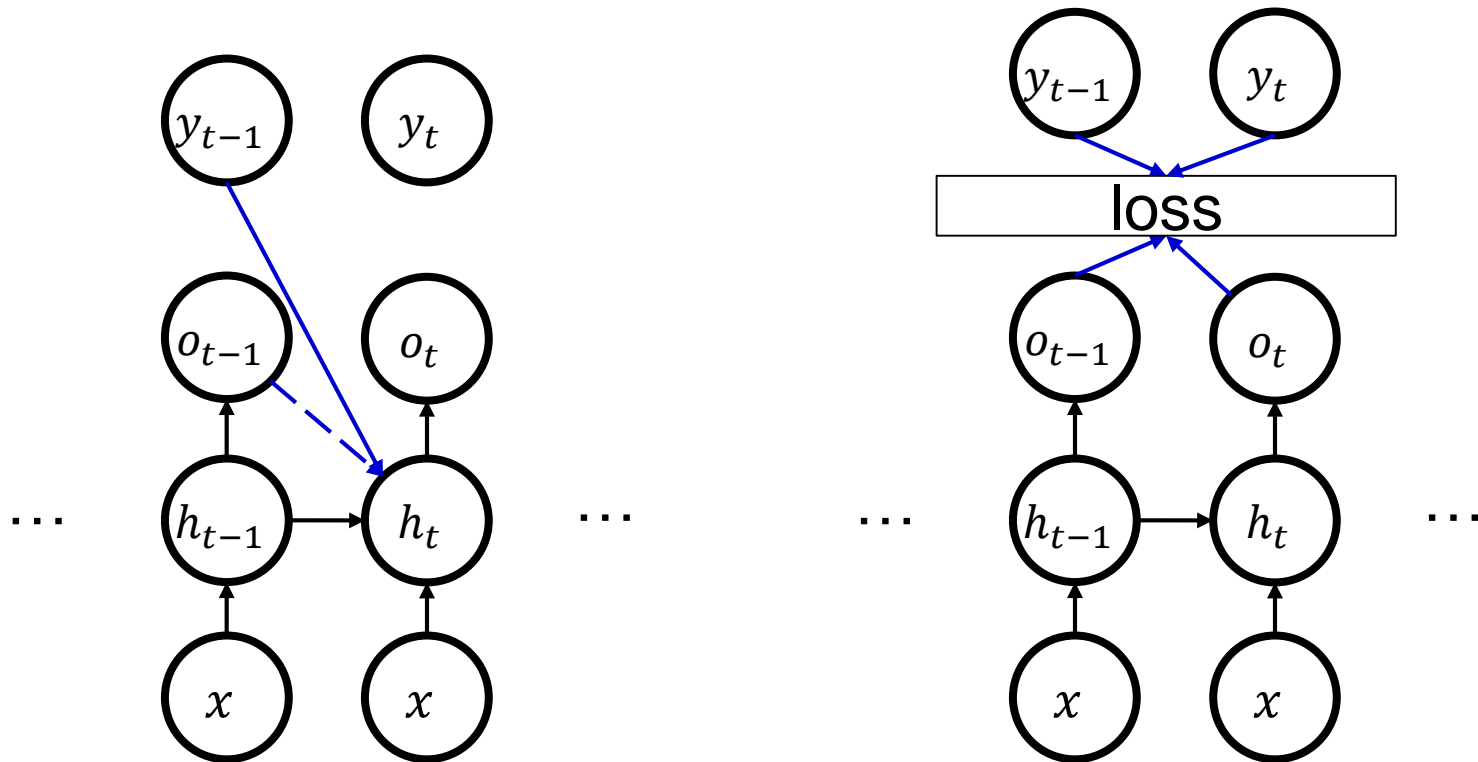 y_{t−1} y_t
o_{t−1} o_t
… h_{t−1} h_t …
x x
y_{t−1} y_t
loss
o_{t−1} o_t
… h_{t−1} h_t …
x x